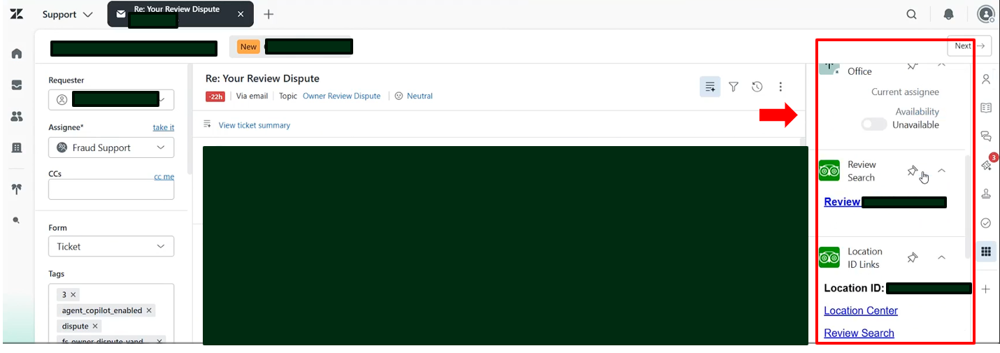 Support
Re: Your Review Dispute
New
Next
Requester
Assignee*
take it
Fraud Support
CCs
cc me
Form
Ticket
Tags
3
agent_copilot_enabled
dispute
fs_owner_dispute_vand...
Re: Your Review Dispute
-22h
Via email
Topic
Owner Review Dispute
Neutral
View ticket summary
Office
Current assignee
Availability
Unavailable
Review
Search
Review
Location
ID Links
Location ID:
Location Center
Review Search
3